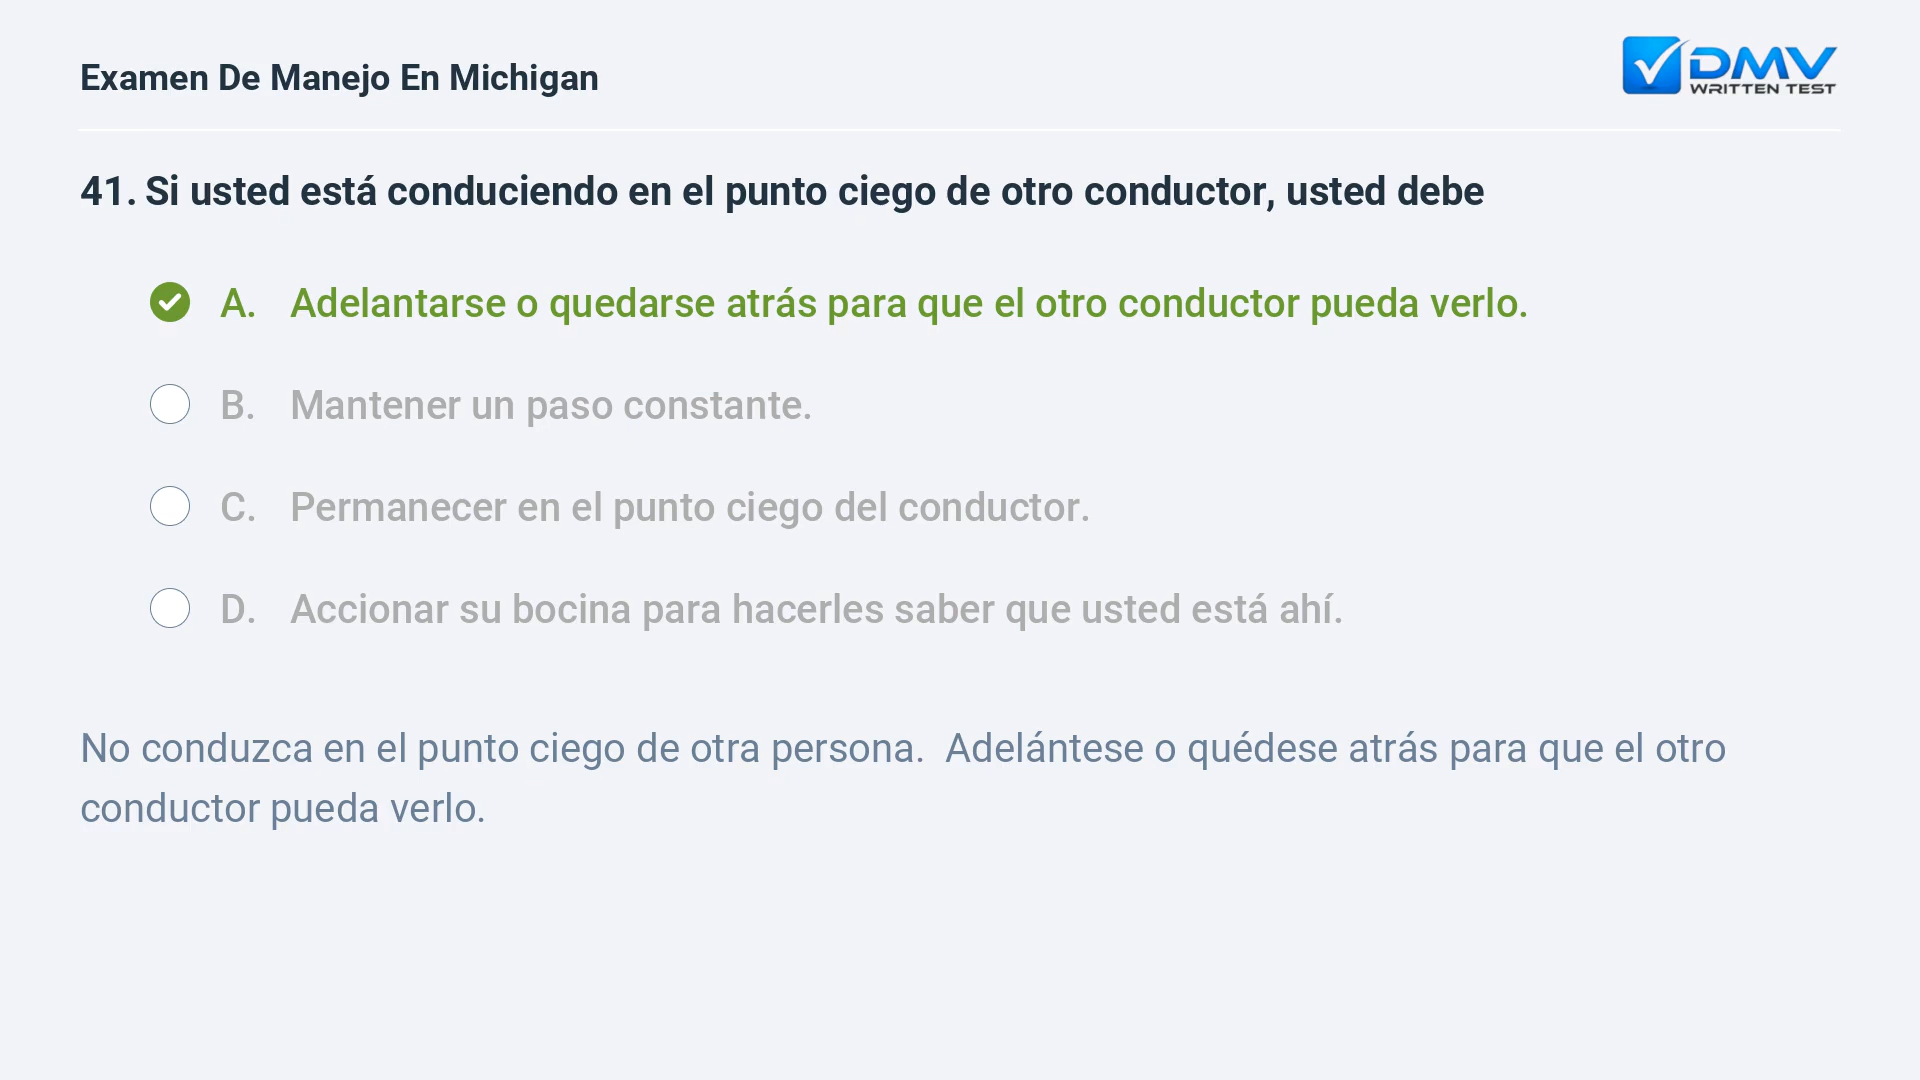 Examen De Manejo En Michigan
DMV
WRITTEN TEST
41. Si usted está conduciendo en el punto ciego de otro conductor, usted debe
A. Adelantarse o quedarse atrás para que el otro conductor pueda verlo.
B. Mantener un paso constante.
C. Permanecer en el punto ciego del conductor.
D. Accionar su bocina para hacerles saber que usted está ahí.
No conduzca en el punto ciego de otra persona.  Adelántese o quédese atrás para que el otro
conductor pueda verlo.